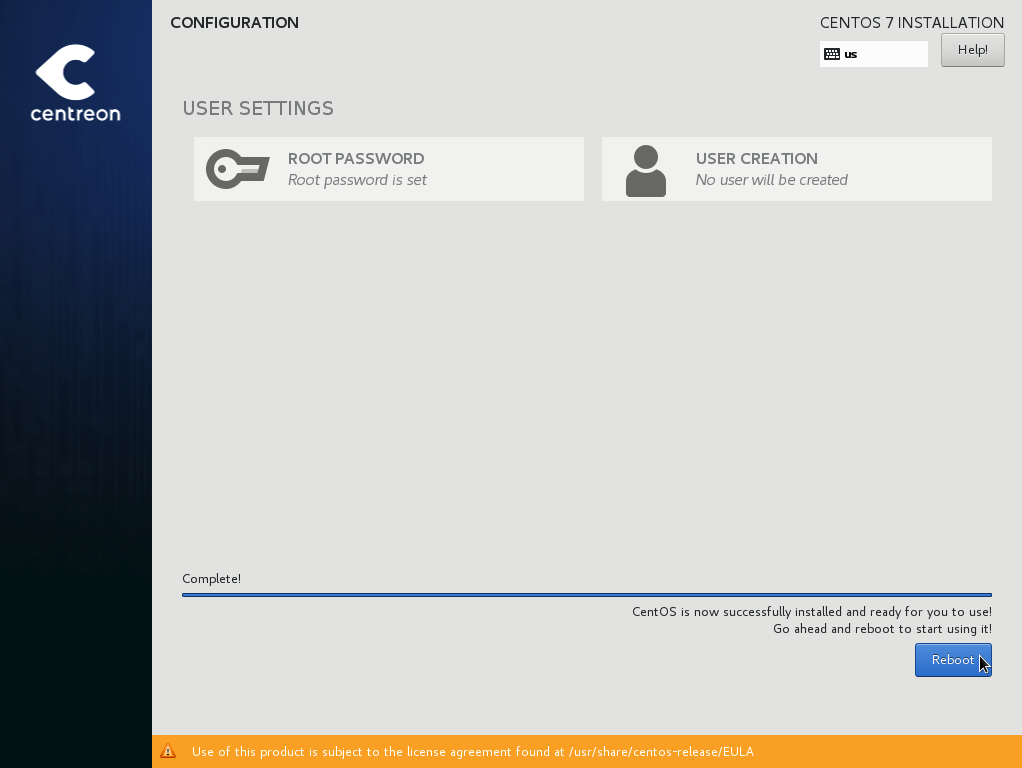 centreon
CONFIGURATION
CENTOS 7 INSTALLATION
us
Help!
USER SETTINGS
ROOT PASSWORD
Root password is set
USER CREATION
No user will be created
Complete!
CentOS is now successfully installed and ready for you to use!
Go ahead and reboot to start using it!
Reboot
Use of this product is subject to the license agreement found at /usr/share/centos-release/EULA